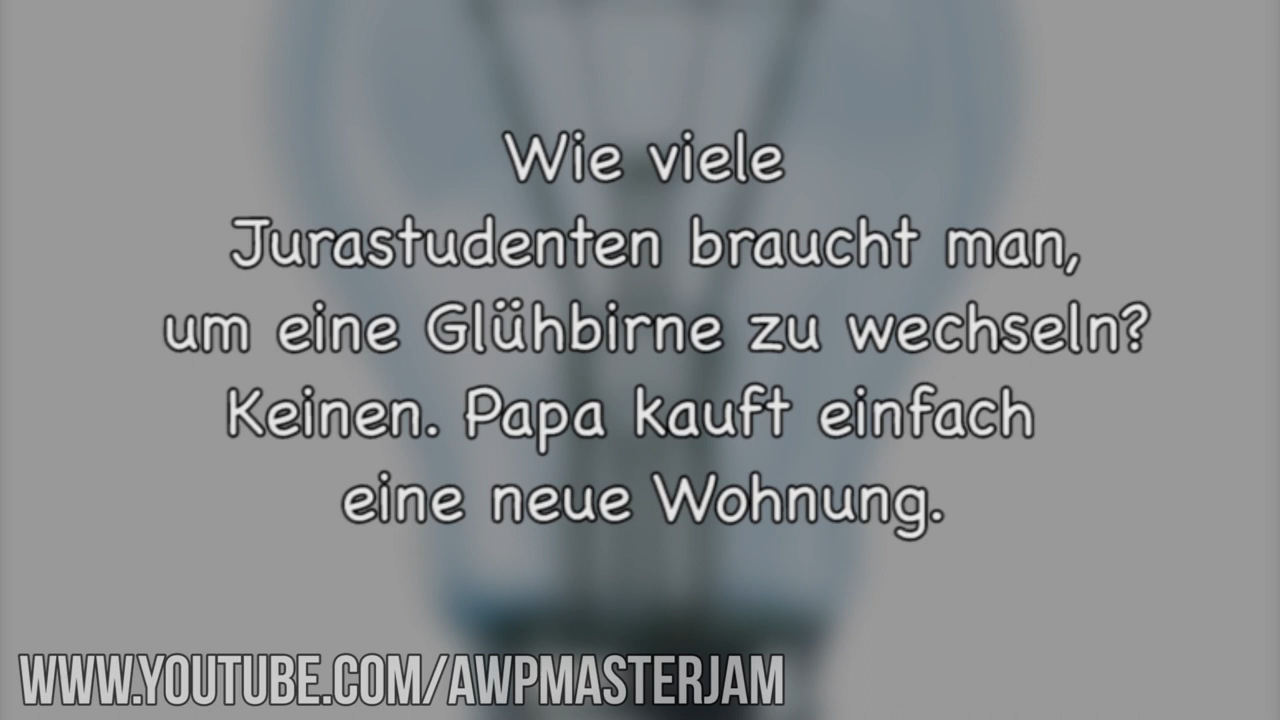 Wie viele
Jurastudenten braucht man,
um eine Glühbirne zu wechseln?
Keinen. Papa kauft einfach
eine neue Wohnung.
WWW.YOUTUBE.COM/AWPMASTERJAM